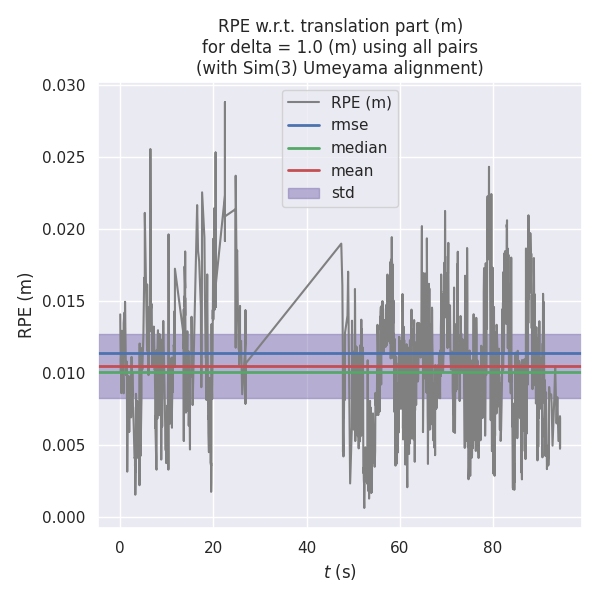 RPE w.r.t. translation part (m)
for delta = 1.0 (m) using all pairs
(with Sim(3) Umeyama alignment)
RPE (m)
rmse
median
mean
std
RPE (m)
0.030
0.025
0.020
0.015
0.010
0.005
0.000
0
20
40
60
80
t (s)